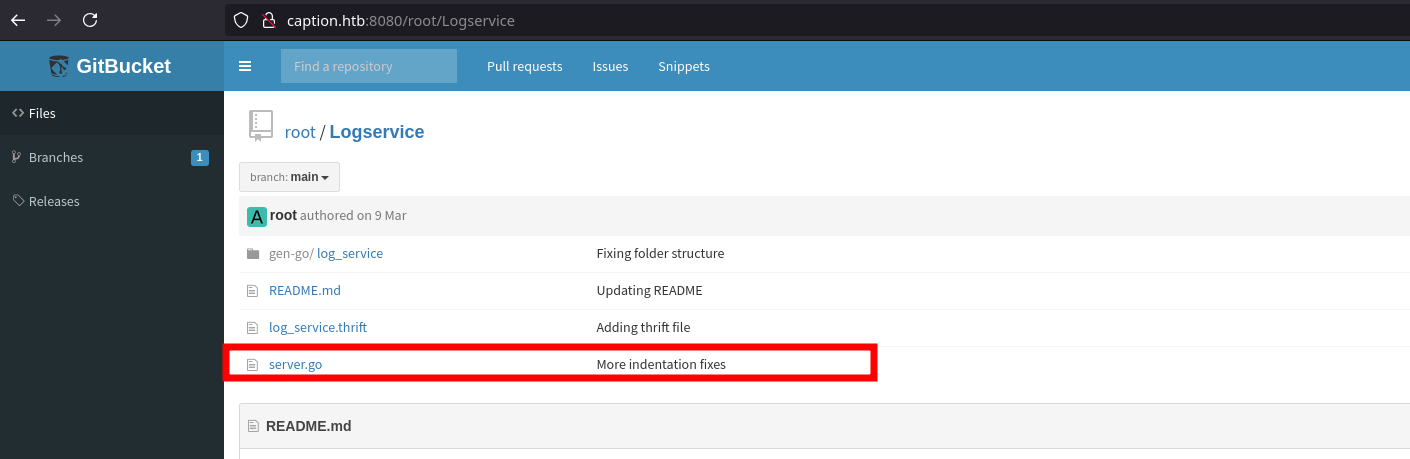 caption.htb:8080/root/Logservice
GitBucket
Find a repository
Pull requests
Issues
Snippets
Files
Branches
1
Releases
root / Logservice
branch: main
A root authored on 9 Mar
gen-go/ log_service Fixing folder structure
README.md Updating README
log_service.thrift Adding thrift file
server.go More indentation fixes
README.md